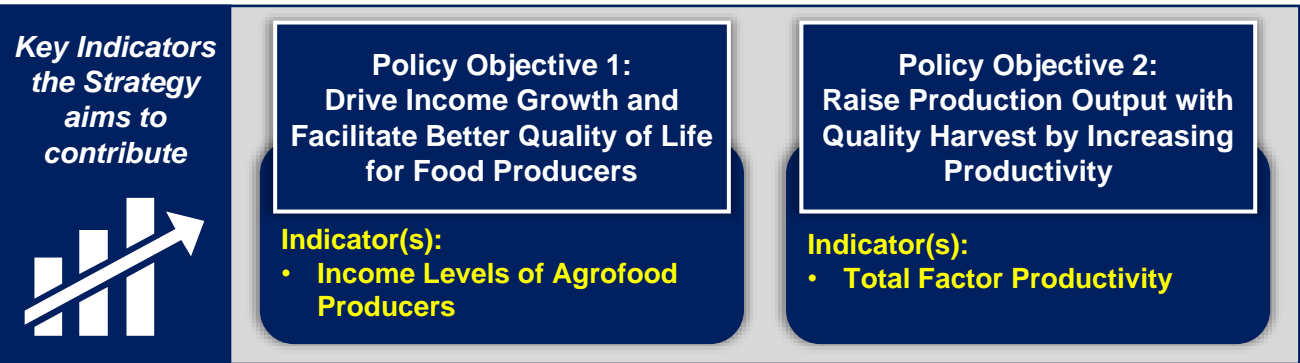 Key Indicators
the Strategy
aims to
contribute
Policy Objective 1:
Drive Income Growth and
Facilitate Better Quality of Life
for Food Producers
Indicator(s):
• Income Levels of Agrofood
Producers
Policy Objective 2:
Raise Production Output with
Quality Harvest by Increasing
Productivity
Indicator(s):
• Total Factor Productivity